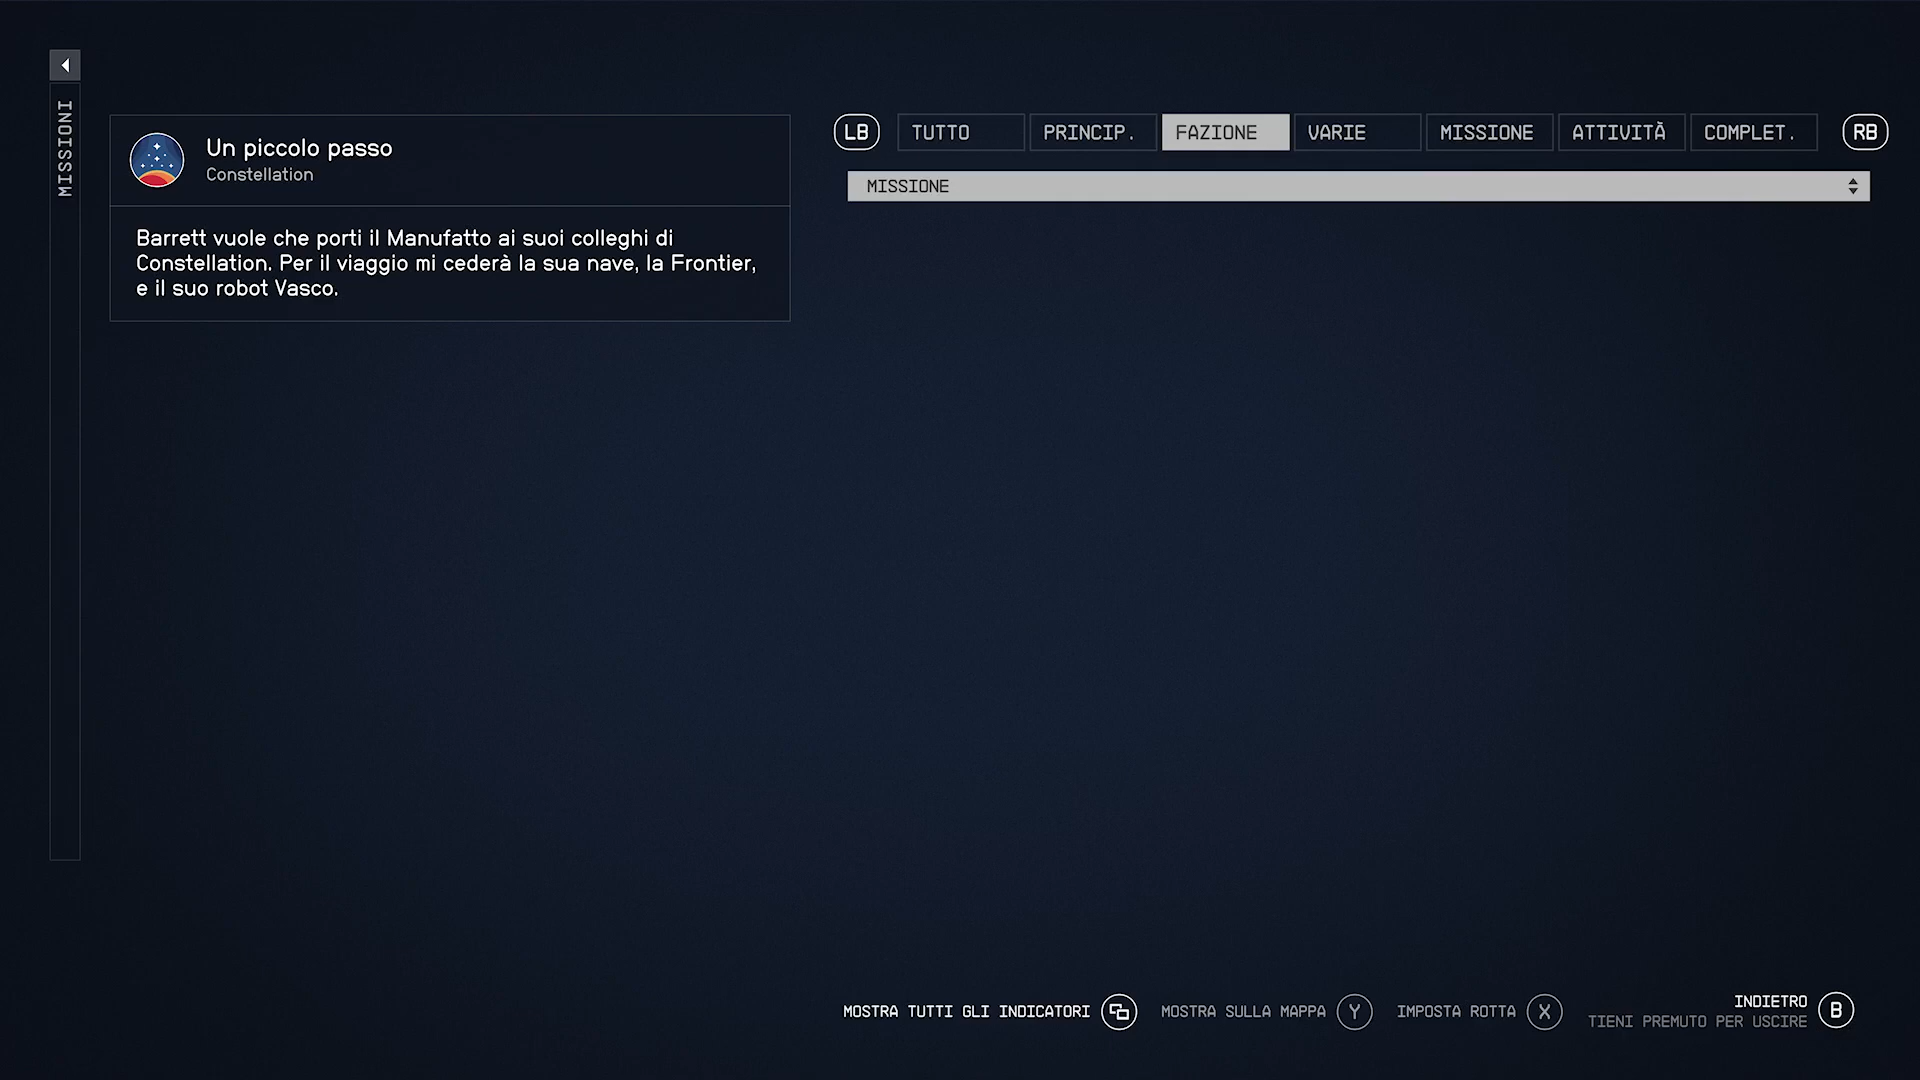 MISSIONI
Un piccolo passo
Constellation
Barrett vuole che porti il Manufatto ai suoi colleghi di
Constellation. Per il viaggio mi cederà la sua nave, la Frontier,
e il suo robot Vasco.
LB TUTTO PRINCIP. FAZIONE VARIE MISSIONE ATTIVITÀ COMPLET. RB
MISSIONE
MOSTRA TUTTI GLI INDICATORI MOSTRA SULLA MAPPA Y IMPOSTA ROTTA X INDIETRO B
TIENI PREMUTO PER USCIRE